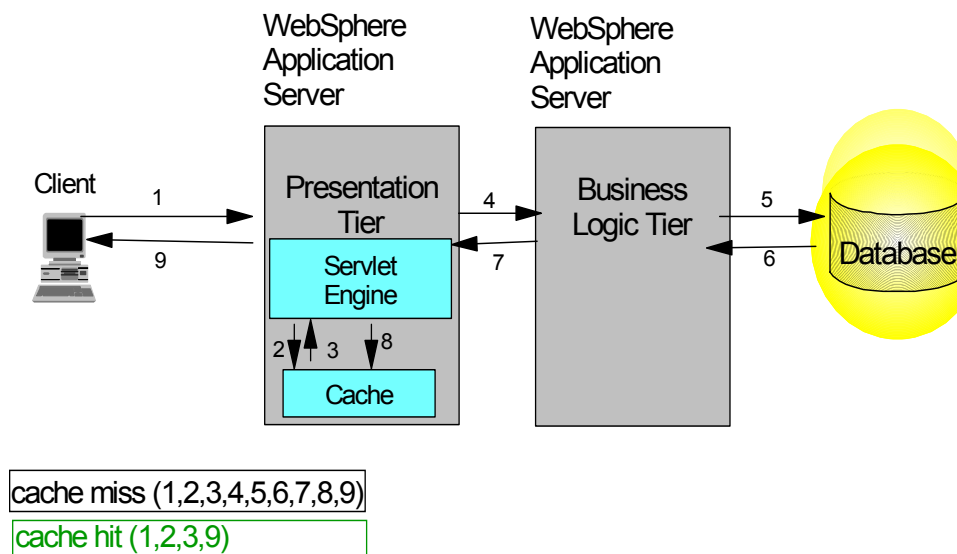 WebSphere
Application
Server
WebSphere
Application
Server
Client
1
9
Presentation
Tier
Servlet
Engine
2
3
8
Cache
4
7
Business
Logic Tier
5
6
Database
cache miss (1,2,3,4,5,6,7,8,9)
cache hit (1,2,3,9)